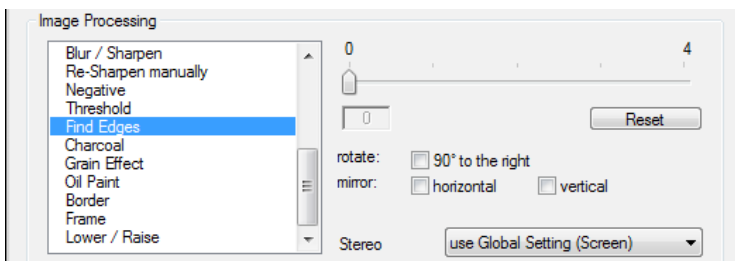 Image Processing
Blur / Sharpen
Re-Sharpen manually
Negative
Threshold
Find Edges
Charcoal
Grain Effect
Oil Paint
Border
Frame
Lower / Raise
0 4
0
Reset
rotate: 90° to the right
mirror: horizontal vertical
Stereo use Global Setting (Screen)